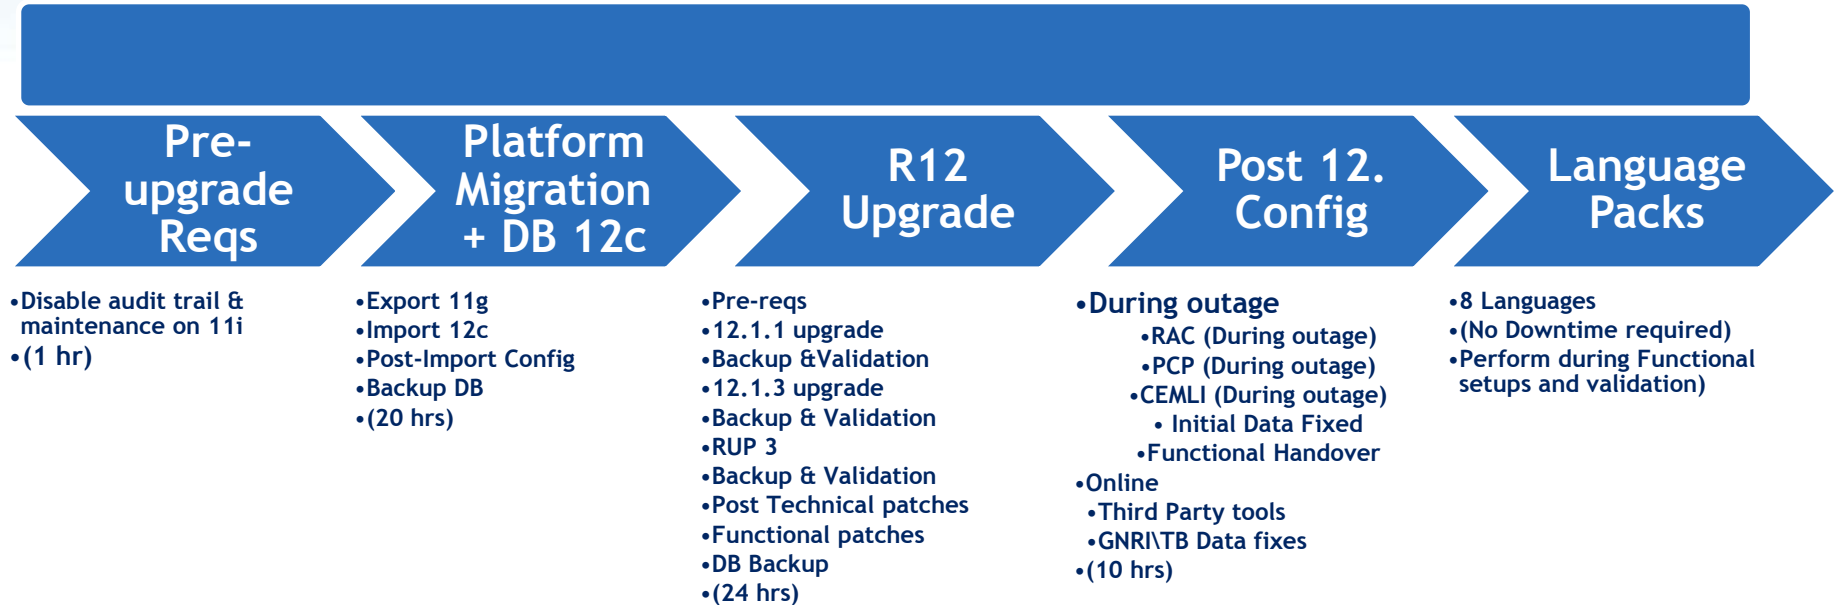 Pre-
upgrade
Reqs
•Disable audit trail &
maintenance on 11i
•(1 hr)
Platform
Migration
+ DB 12c
•Export 11g
•Import 12c
•Post-Import Config
•Backup DB
•(20 hrs)
R12
Upgrade
•Pre-reqs
•12.1.1 upgrade
•Backup &Validation
•12.1.3 upgrade
•Backup & Validation
•RUP 3
•Backup & Validation
•Post Technical patches
•Functional patches
•DB Backup
•(24 hrs)
Post 12.
Config
•During outage
•RAC (During outage)
•PCP (During outage)
•CEMLI (During outage)
• Initial Data Fixed
•Functional Handover
•Online
•Third Party tools
•GNRI\TB Data fixes
•(10 hrs)
Language
Packs
•8 Languages
•(No Downtime required)
•Perform during Functional
setups and validation)